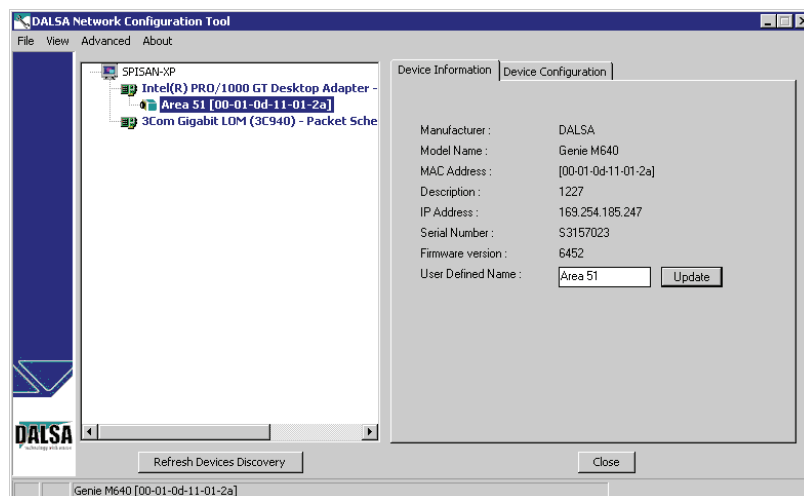 DALSA Network Configuration Tool
File View Advanced About
SPISAN-XP
Intel(R) PRO/1000 GT Desktop Adapter -
Area 51 [00-01-0d-11-01-2a]
3Com Gigabit LOM (3C940) - Packet Sche
Device Information Device Configuration
Manufacturer : DALSA
Model Name : Genie M640
MAC Address : [00-01-0d-11-01-2a]
Description : 1227
IP Address : 169.254.185.247
Serial Number : S3157023
Firmware version : 6452
User Defined Name : Area 51 Update
DALSA
Refresh Devices Discovery Close
Genie M640 [00-01-0d-11-01-2a]